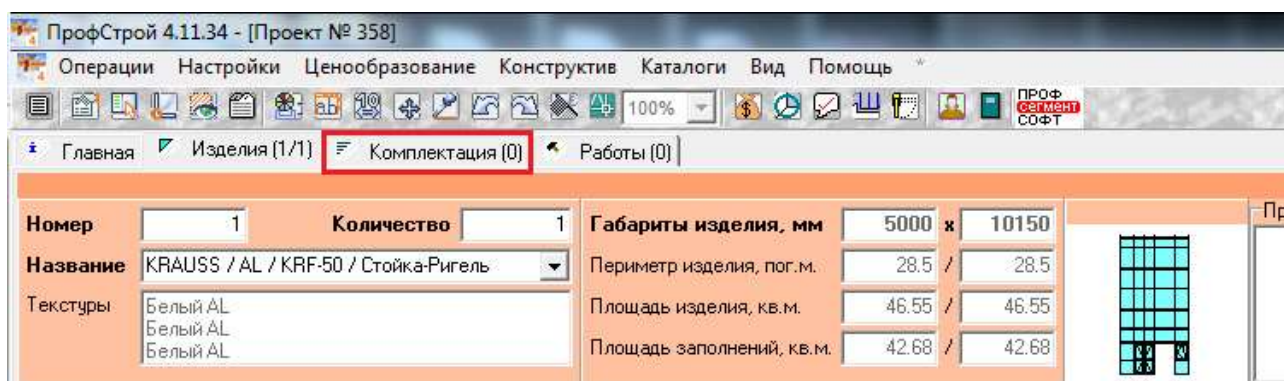 ПрофСтрой 4.11.34 - [Проект № 358]
Операции Настройки Ценообразование Конструктив Каталоги Вид Помощь *
100% ПРОФ
сегмент
СОФТ
Главная Изделия (1/1) Комплектация (0) Работы (0)
Номер 1 Количество 1 Габариты изделия, мм 5000 x 10150
Название KRAUSS / AL / KRF-50 / Стойка-Ригель Периметр изделия, пог.м. 28.5 / 28.5
Текстуры Белый AL Площадь изделия, кв.м. 46.55 / 46.55
Белый AL
Белый AL Площадь заполнений, кв.м. 42.68 / 42.68